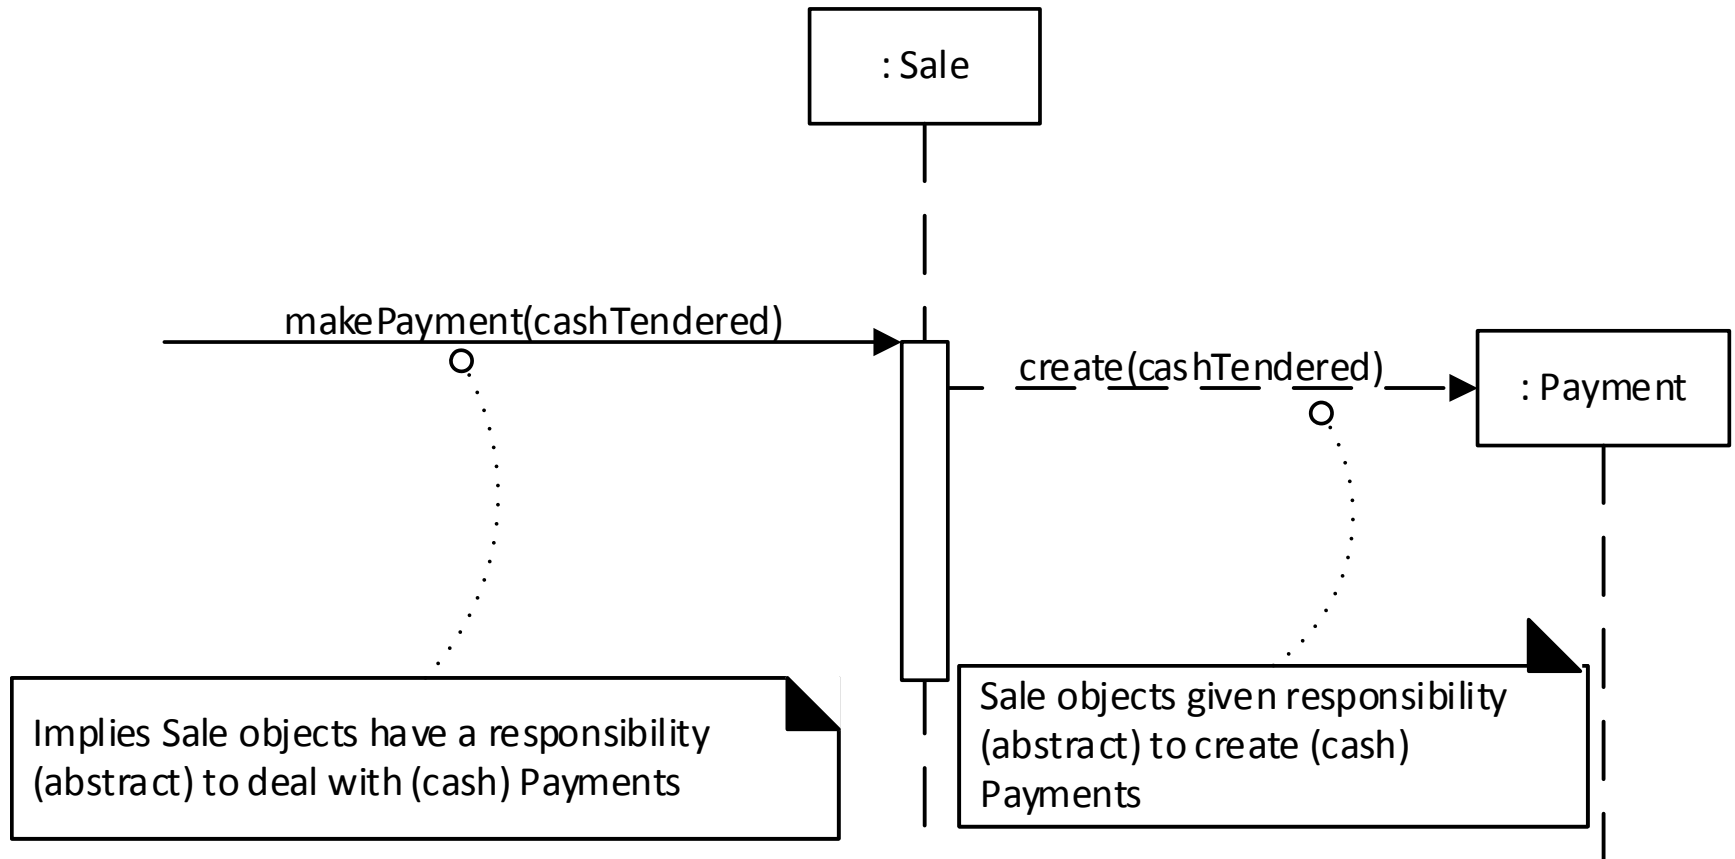 : Sale
makePayment(cashTendered)
create(cashTendered)
: Payment
Implies Sale objects have a responsibility
(abstract) to deal with (cash) Payments
Sale objects given responsibility
(abstract) to create (cash)
Payments